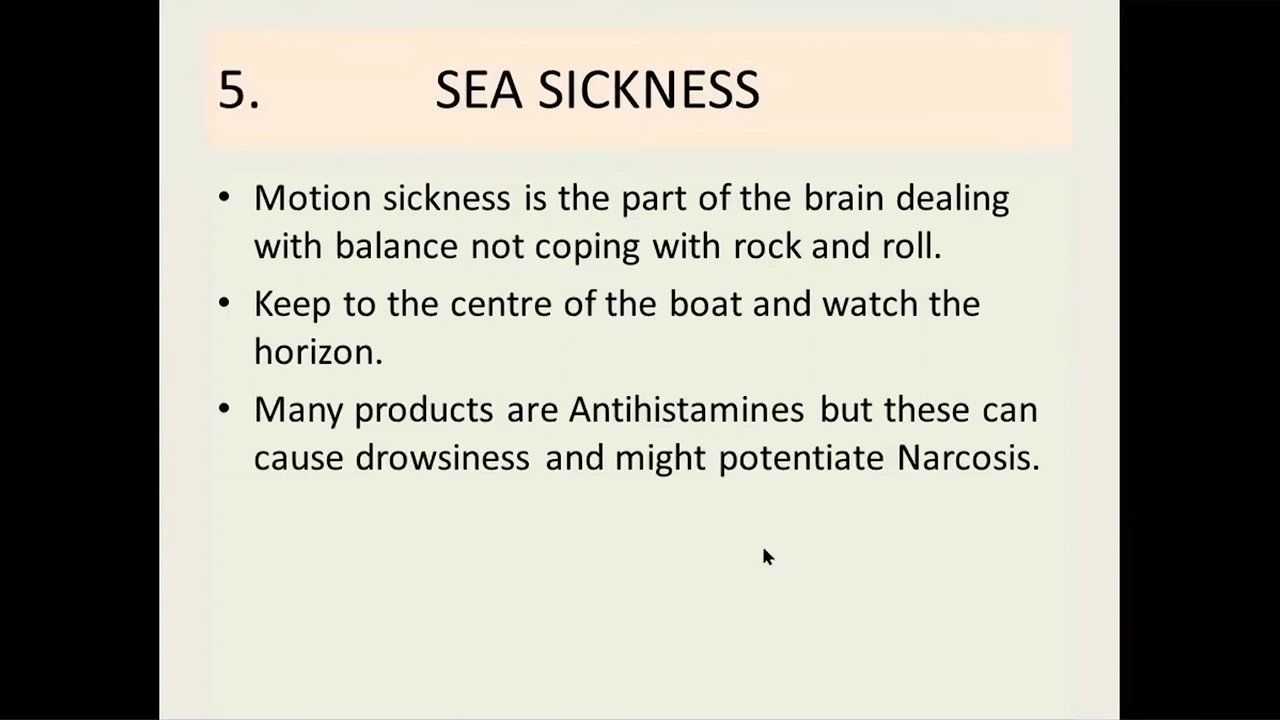 5. SEA SICKNESS
• Motion sickness is the part of the brain dealing
with balance not coping with rock and roll.
• Keep to the centre of the boat and watch the
horizon.
• Many products are Antihistamines but these can
cause drowsiness and might potentiate Narcosis.